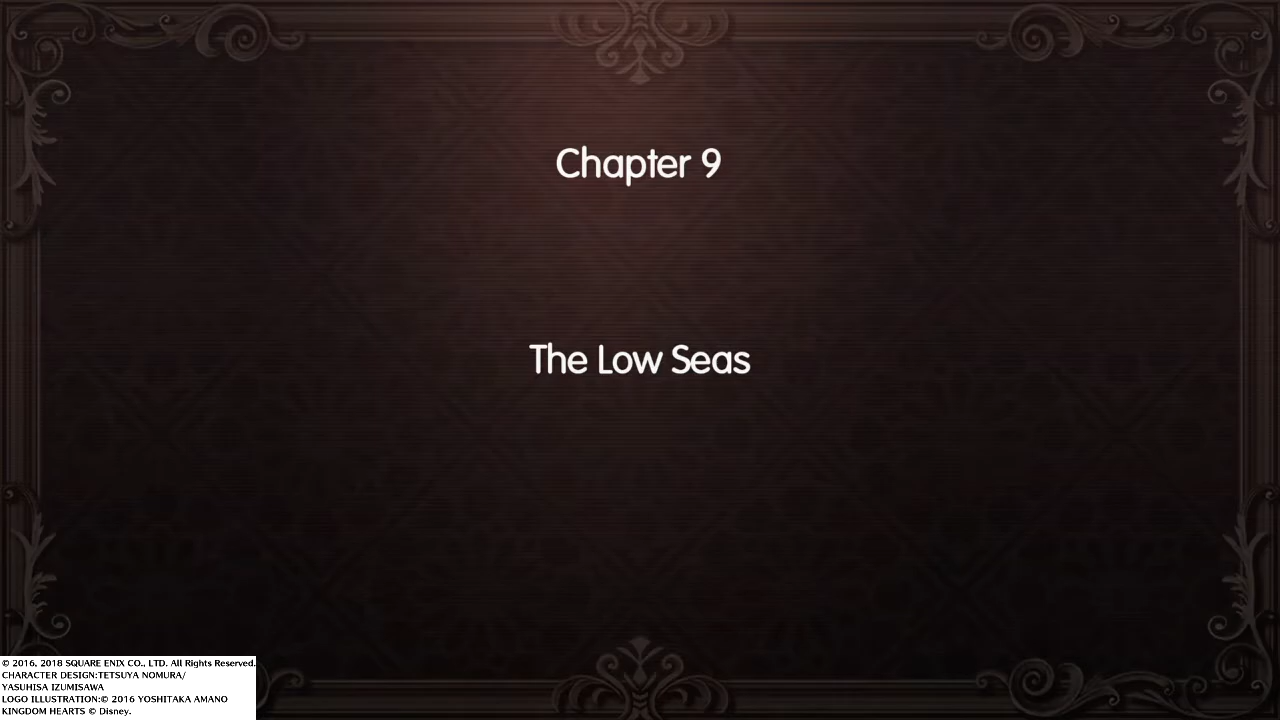 Chapter 9
The Low Seas
© 2016, 2018 SQUARE ENIX CO., LTD. All Rights Reserved.
CHARACTER DESIGN:TETSUYA NOMURA/
YASUHISA IZUMISAWA
LOGO ILLUSTRATION:© 2016 YOSHITAKA AMANO
KINGDOM HEARTS © Disney.